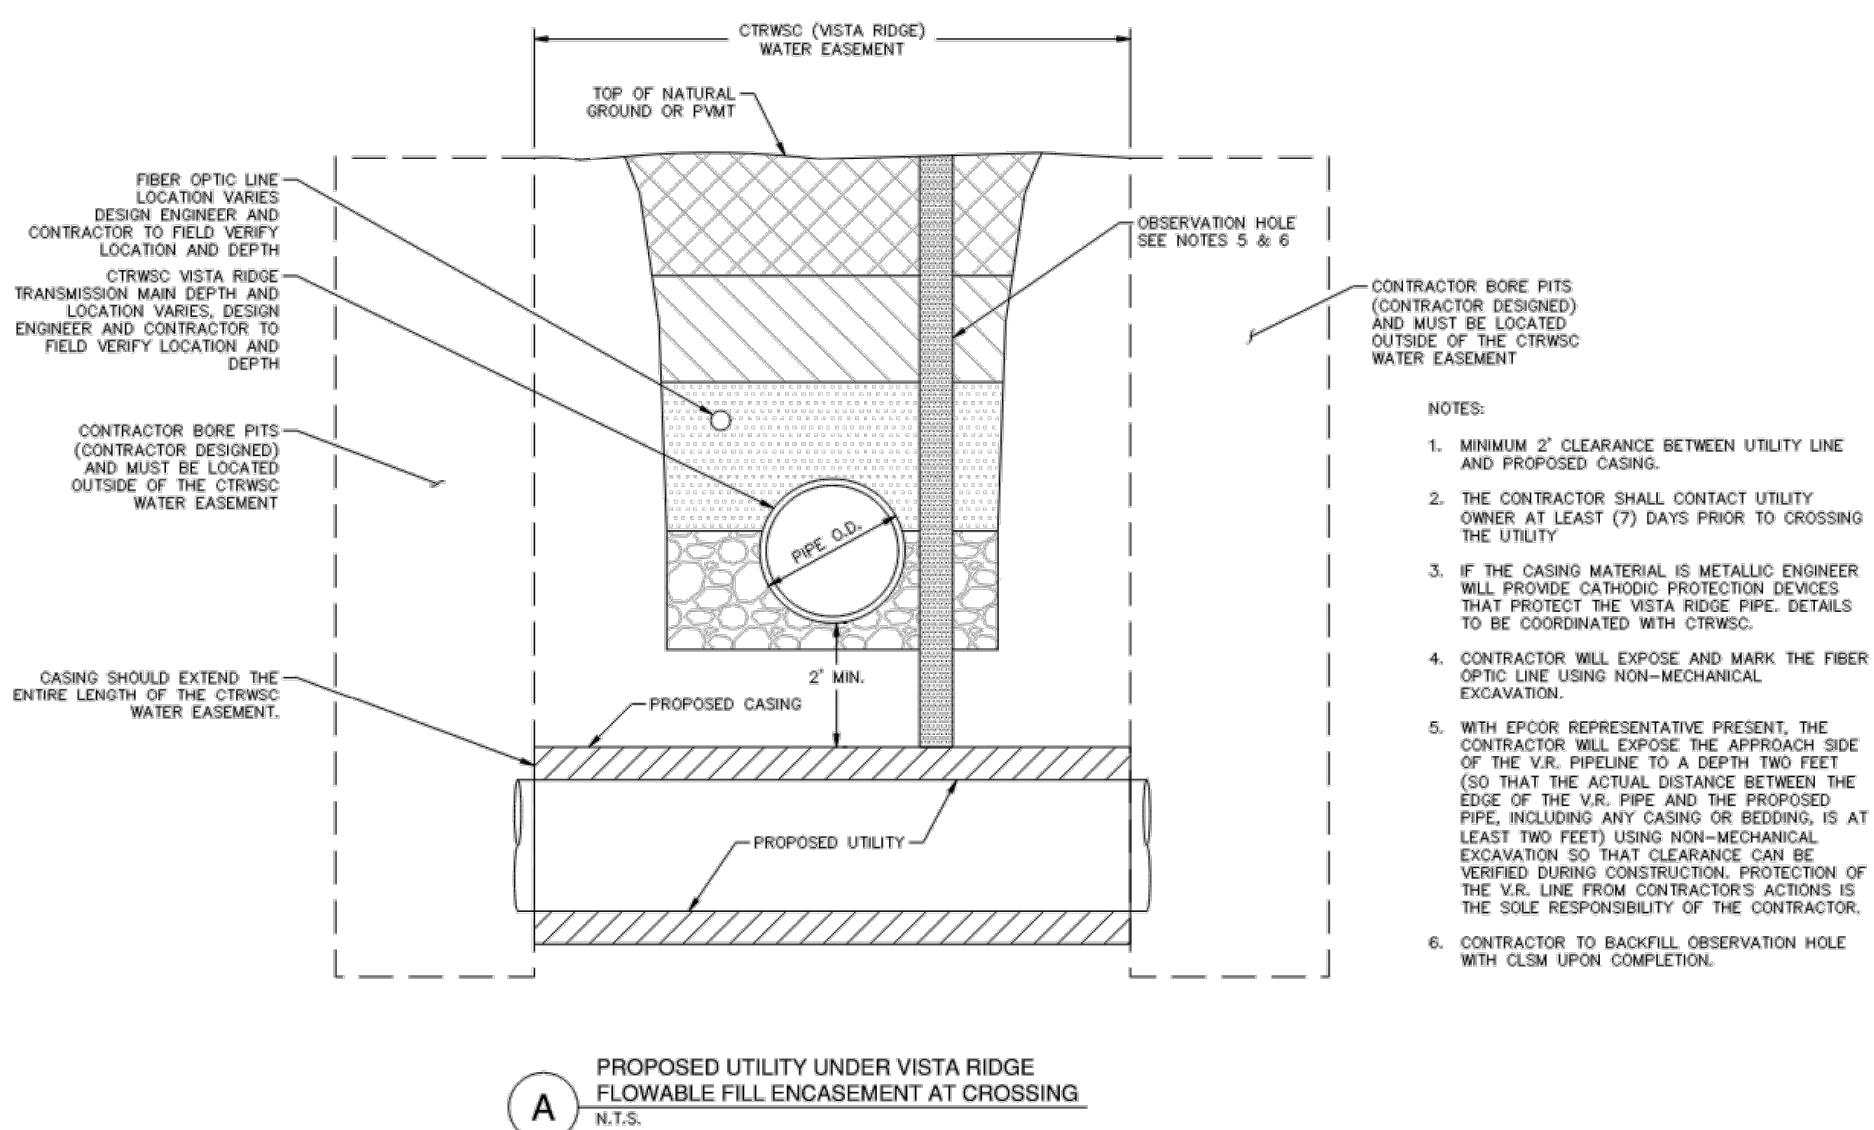 CTRWSC (VISTA RIDGE)
WATER EASEMENT
TOP OF NATURAL
GROUND OR PVMT
FIBER OPTIC LINE
LOCATION VARIES
DESIGN ENGINEER AND
CONTRACTOR TO FIELD VERIFY
LOCATION AND DEPTH
CTRWSC VISTA RIDGE
TRANSMISSION MAIN DEPTH AND
LOCATION VARIES, DESIGN
ENGINEER AND CONTRACTOR TO
FIELD VERIFY LOCATION AND
DEPTH
CONTRACTOR BORE PITS
(CONTRACTOR DESIGNED)
AND MUST BE LOCATED
OUTSIDE OF THE CTRWSC
WATER EASEMENT
CASING SHOULD EXTEND THE
ENTIRE LENGTH OF THE CTRWSC
WATER EASEMENT.
OBSERVATION HOLE
SEE NOTES 5 & 6
CONTRACTOR BORE PITS
(CONTRACTOR DESIGNED)
AND MUST BE LOCATED
OUTSIDE OF THE CTRWSC
WATER EASEMENT
PIPE O.D.
2' MIN.
PROPOSED CASING
PROPOSED UTILITY
NOTES:
1. MINIMUM 2' CLEARANCE BETWEEN UTILITY LINE
AND PROPOSED CASING.
2. THE CONTRACTOR SHALL CONTACT UTILITY
OWNER AT LEAST (7) DAYS PRIOR TO CROSSING
THE UTILITY
3. IF THE CASING MATERIAL IS METALLIC ENGINEER
WILL PROVIDE CATHODIC PROTECTION DEVICES
THAT PROTECT THE VISTA RIDGE PIPE. DETAILS
TO BE COORDINATED WITH CTRWSC.
4. CONTRACTOR WILL EXPOSE AND MARK THE FIBER
OPTIC LINE USING NON-MECHANICAL
EXCAVATION.
5. WITH EPCOR REPRESENTATIVE PRESENT, THE
CONTRACTOR WILL EXPOSE THE APPROACH SIDE
OF THE V.R. PIPELINE TO A DEPTH TWO FEET
(SO THAT THE ACTUAL DISTANCE BETWEEN THE
EDGE OF THE V.R. PIPE AND THE PROPOSED
PIPE, INCLUDING ANY CASING OR BEDDING, IS AT
LEAST TWO FEET) USING NON-MECHANICAL
EXCAVATION SO THAT CLEARANCE CAN BE
VERIFIED DURING CONSTRUCTION. PROTECTION OF
THE V.R. LINE FROM CONTRACTOR'S ACTIONS IS
THE SOLE RESPONSIBILITY OF THE CONTRACTOR.
6. CONTRACTOR TO BACKFILL OBSERVATION HOLE
WITH CLSM UPON COMPLETION.
A
PROPOSED UTILITY UNDER VISTA RIDGE
FLOWABLE FILL ENCASEMENT AT CROSSING
N.T.S.